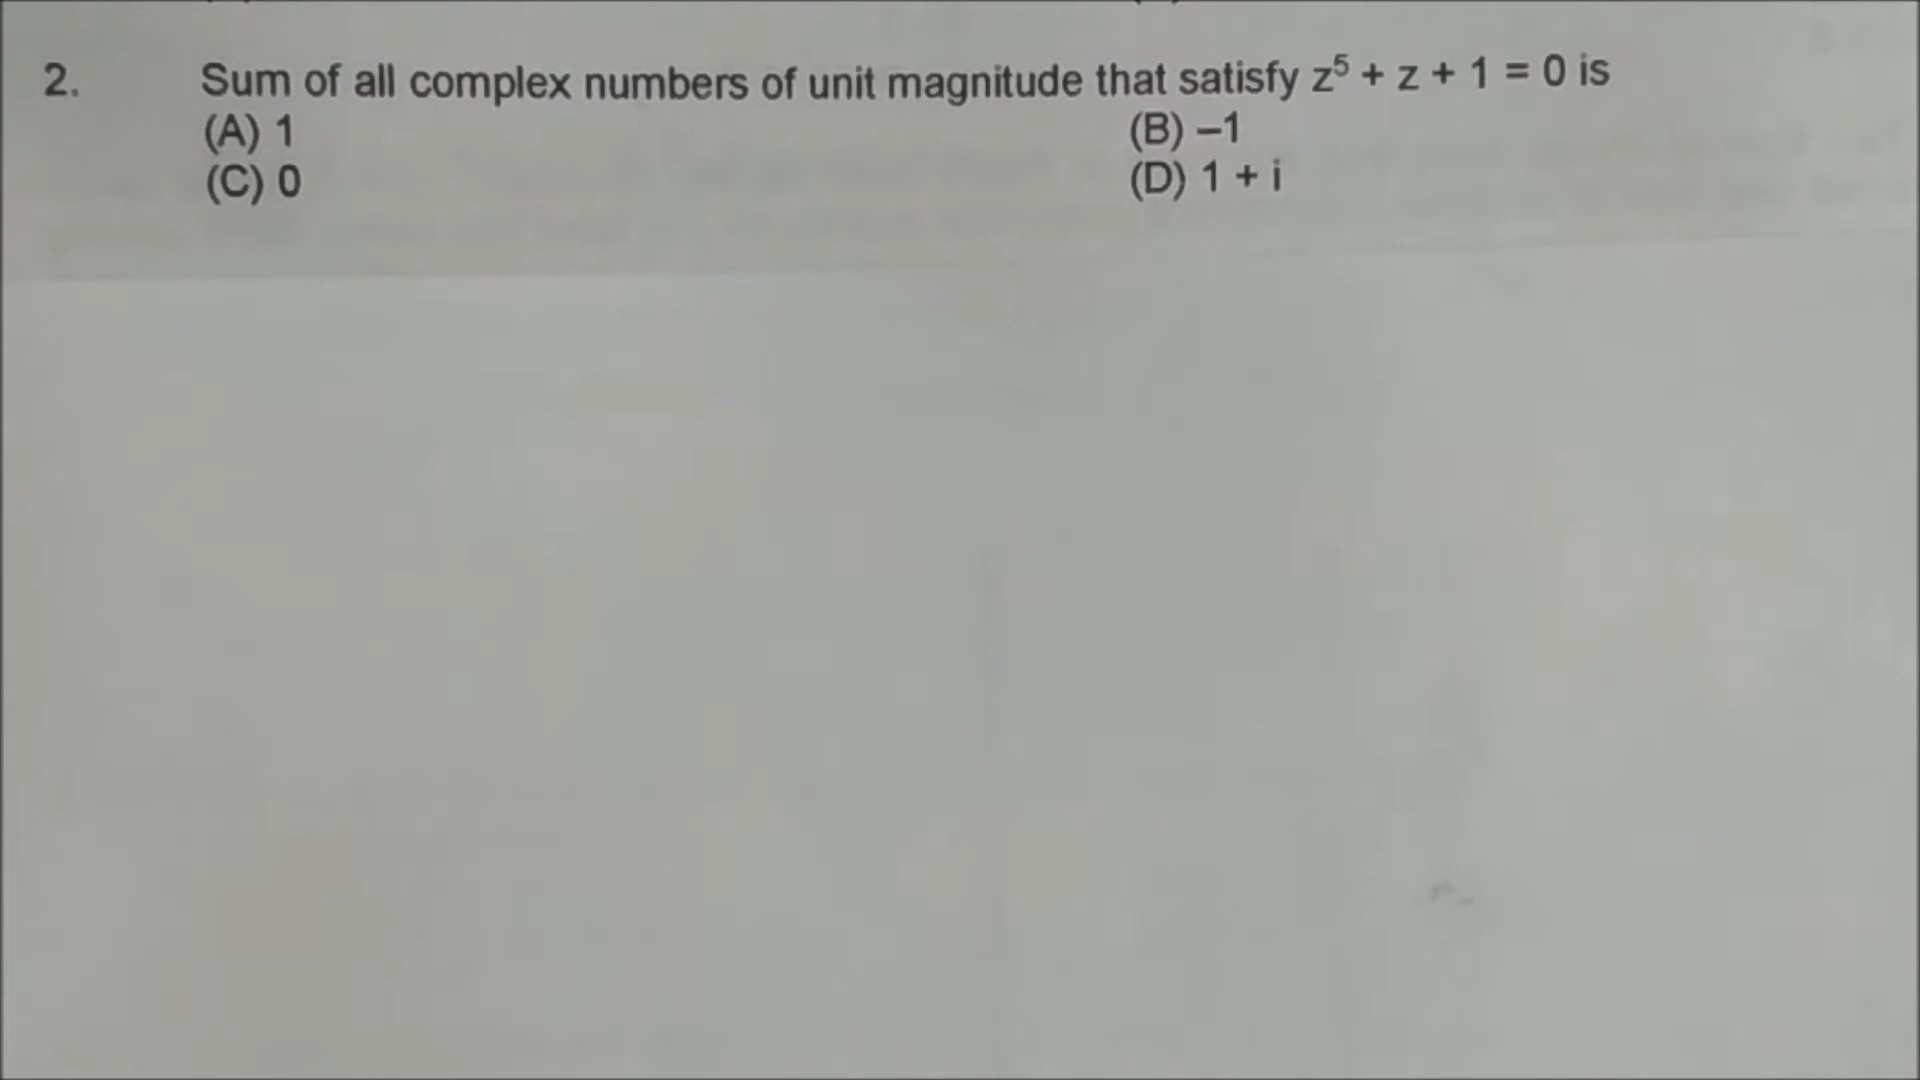 2. Sum of all complex numbers of unit magnitude that satisfy z⁵ + z + 1 = 0 is
(A) 1 (B) –1
(C) 0 (D) 1 + i